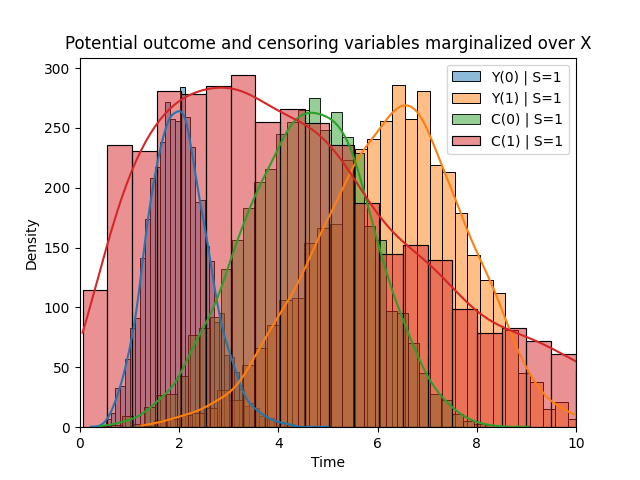 Potential outcome and censoring variables marginalized over X
300
250
200
150
100
50
0
Density
Y(0) | S=1
Y(1) | S=1
C(0) | S=1
C(1) | S=1
0 2 4 6 8 10
Time